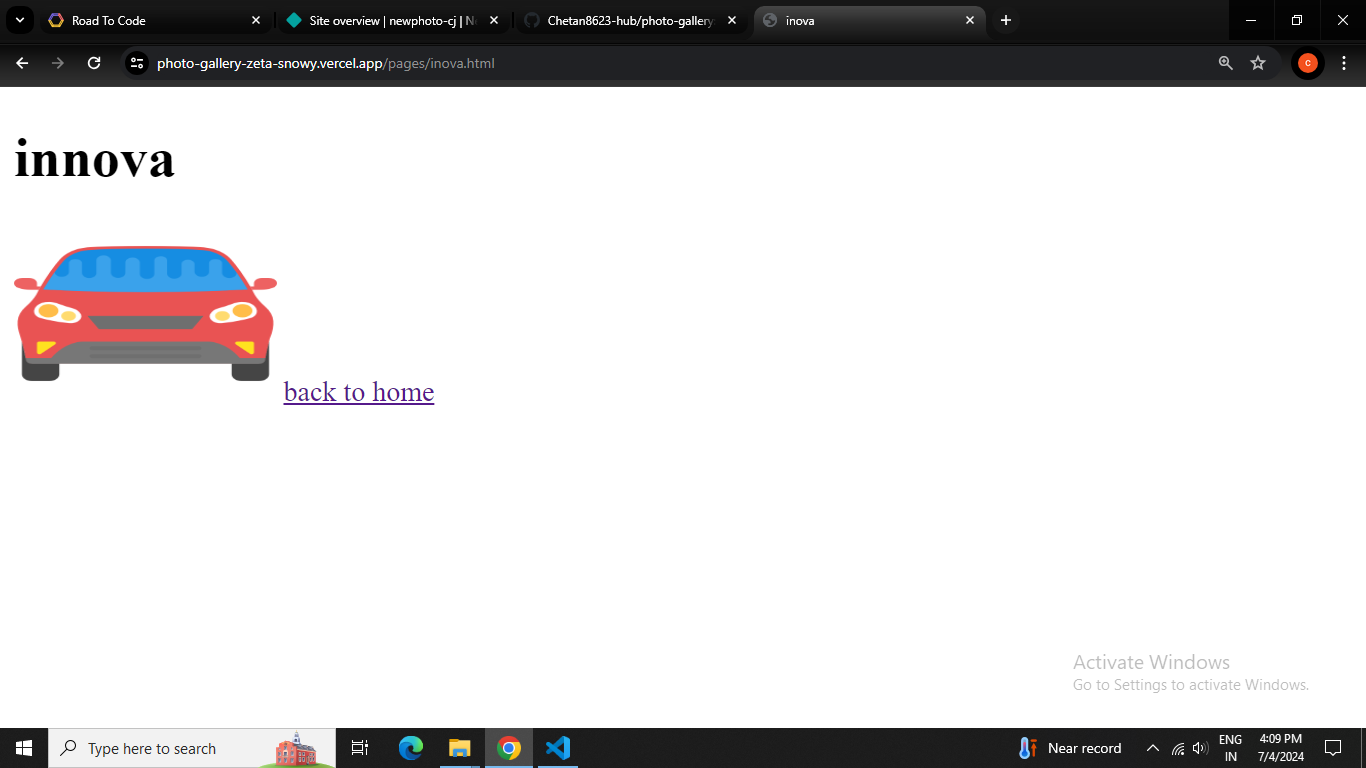 Road To Code
Site overview | newphoto-cj | N
Chetan8623-hub/photo-gallery
inova
photo-gallery-zeta-snowy.vercel.app/pages/inova.html
c
innova
back to home
Activate Windows
Go to Settings to activate Windows.
Type here to search
Near record
ENG
IN
4:09 PM
7/4/2024